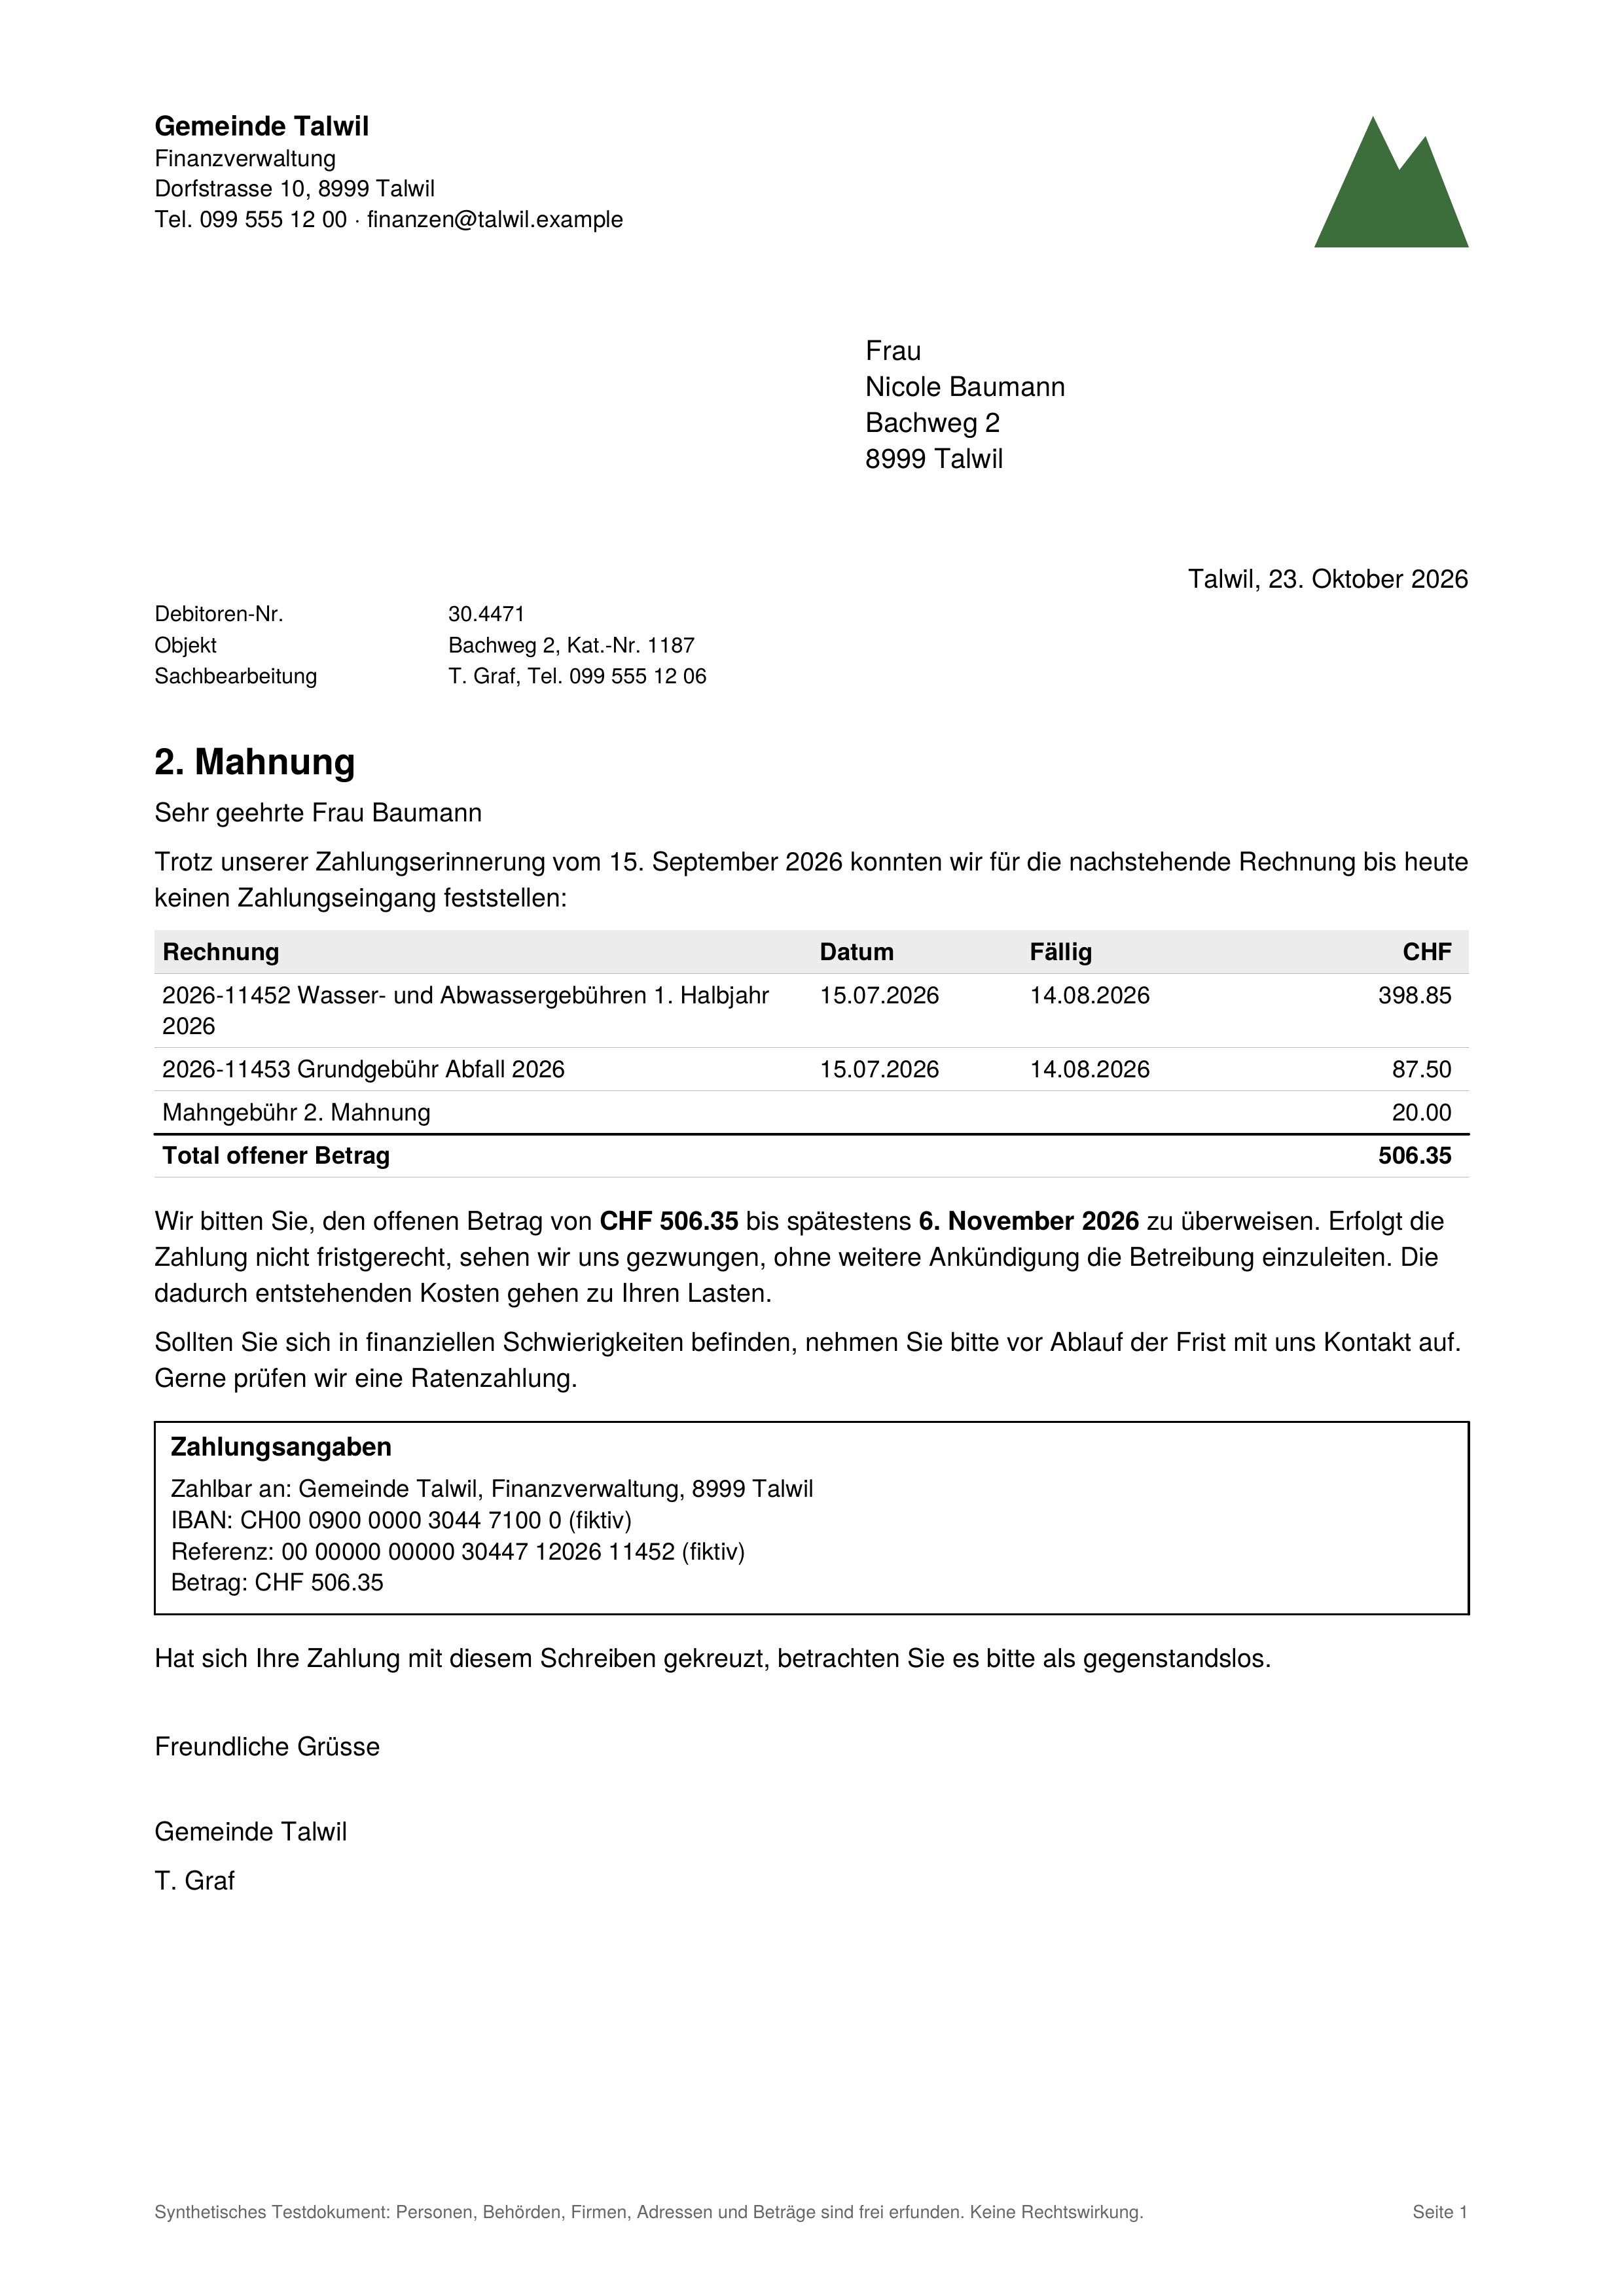 Gemeinde Talwil
Finanzverwaltung
Dorfstrasse 10, 8999 Talwil
Tel. 099 555 12 00 · finanzen@talwil.example
Frau
Nicole Baumann
Bachweg 2
8999 Talwil
Talwil, 23. Oktober 2026
Debitoren-Nr. 30.4471
Objekt Bachweg 2, Kat.-Nr. 1187
Sachbearbeitung T. Graf, Tel. 099 555 12 06
2. Mahnung
Sehr geehrte Frau Baumann
Trotz unserer Zahlungserinnerung vom 15. September 2026 konnten wir für die nachstehende Rechnung bis heute
keinen Zahlungseingang feststellen:
Rechnung Datum Fällig CHF
2026-11452 Wasser- und Abwassergebühren 1. Halbjahr 15.07.2026 14.08.2026 398.85
2026
2026-11453 Grundgebühr Abfall 2026 15.07.2026 14.08.2026 87.50
Mahngebühr 2. Mahnung 20.00
Total offener Betrag 506.35
Wir bitten Sie, den offenen Betrag von CHF 506.35 bis spätestens 6. November 2026 zu überweisen. Erfolgt die
Zahlung nicht fristgerecht, sehen wir uns gezwungen, ohne weitere Ankündigung die Betreibung einzuleiten. Die
dadurch entstehenden Kosten gehen zu Ihren Lasten.
Sollten Sie sich in finanziellen Schwierigkeiten befinden, nehmen Sie bitte vor Ablauf der Frist mit uns Kontakt auf.
Gerne prüfen wir eine Ratenzahlung.
Zahlungsangaben
Zahlbar an: Gemeinde Talwil, Finanzverwaltung, 8999 Talwil
IBAN: CH00 0900 0000 3044 7100 0 (fiktiv)
Referenz: 00 00000 00000 30447 12026 11452 (fiktiv)
Betrag: CHF 506.35
Hat sich Ihre Zahlung mit diesem Schreiben gekreuzt, betrachten Sie es bitte als gegenstandslos.
Freundliche Grüsse
Gemeinde Talwil
T. Graf
Synthetisches Testdokument: Personen, Behörden, Firmen, Adressen und Beträge sind frei erfunden. Keine Rechtswirkung. Seite 1